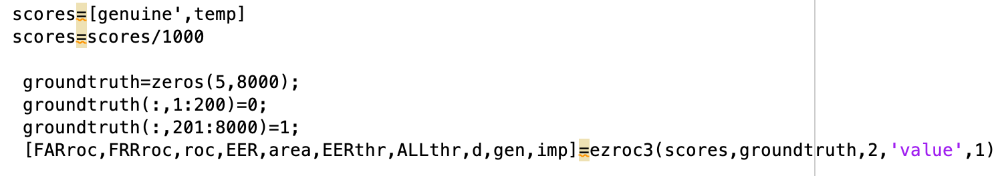 scores=[genuine',temp]
scores=scores/1000
groundtruth=zeros(5,8000);
groundtruth(:,1:200)=0;
groundtruth(:,201:8000)=1;
[FARroc,FRRroc,roc,EER,area,EERthr,ALLthr,d,gen,imp]=ezroc3(scores,groundtruth,2,'value',1)